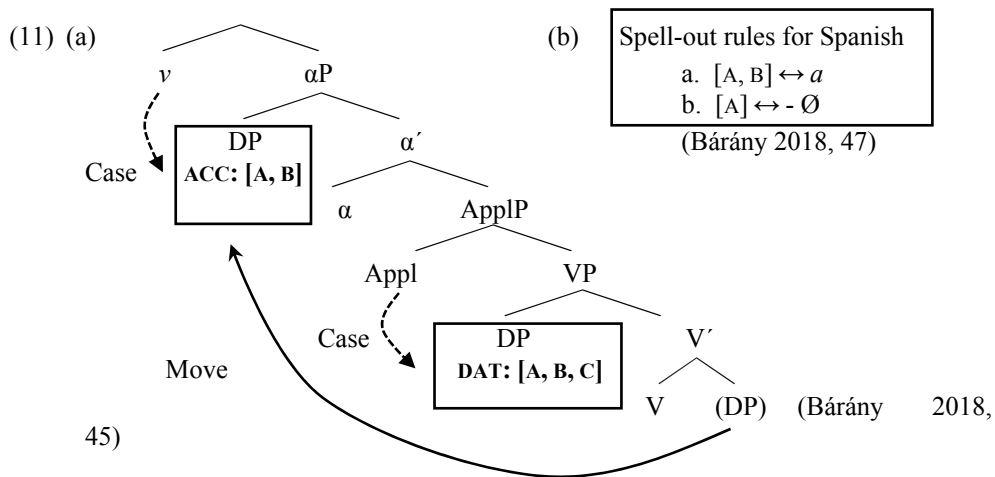 (11) (a) (b) Spell-out rules for Spanish
v αP a. [A, B] ↔ a
b. [A] ↔ - Ø
DP α´ (Bárány 2018, 47)
Case ACC: [A, B]
α ApplP
Appl VP
Case DP V´
Move DAT: [A, B, C]
V (DP) (Bárány 2018,
45)